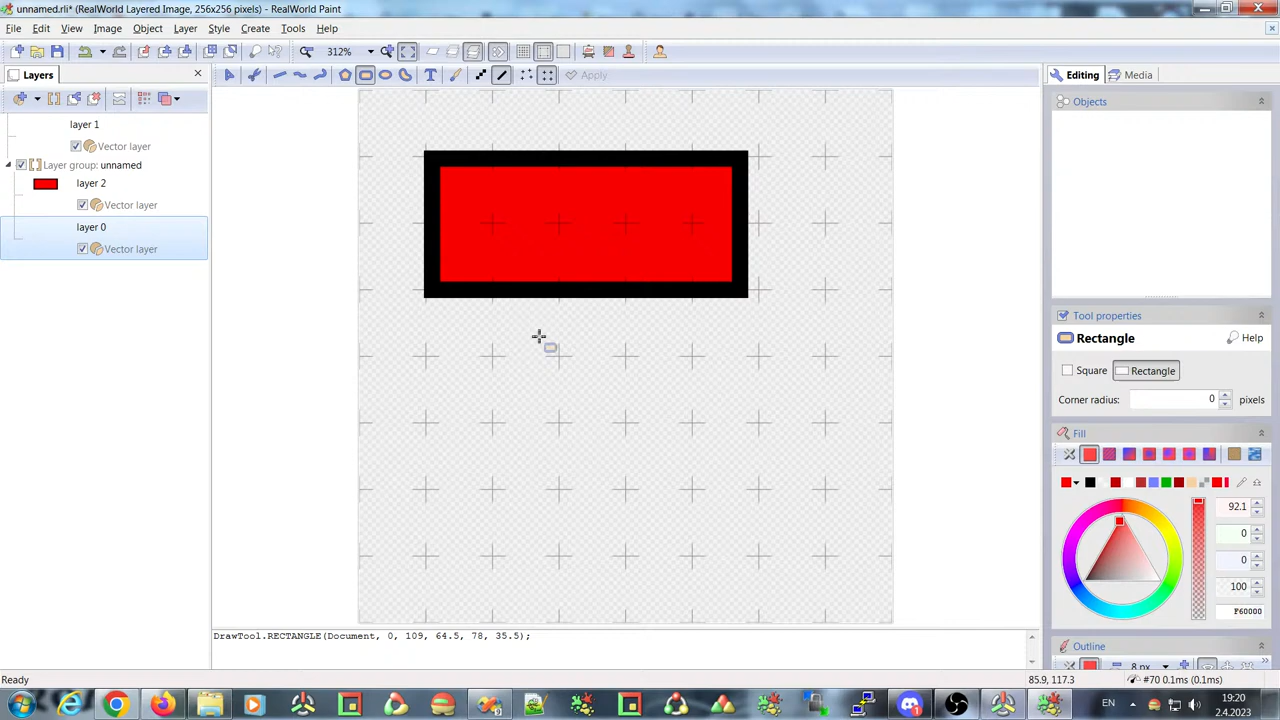 unnamed.rli* (RealWorld Layered Image, 256x256 pixels) - RealWorld Paint
File Edit View Image Object Layer Style Create Tools Help
312%
Layers
Apply
Editing Media
Objects
layer 1
Vector layer
Layer group: unnamed
layer 2
Vector layer
layer 0
Vector layer
Tool properties
Rectangle Help
Square Rectangle
Corner radius: 0 pixels
Fill
92.1
0
0
100
F60000
DrawTool.RECTANGLE(Document, 0, 109, 64.5, 78, 35.5);
Outline
8 px
Ready 85.9, 117.3 #70 0.1ms (0.1ms)
EN 19:20
2.4.2023